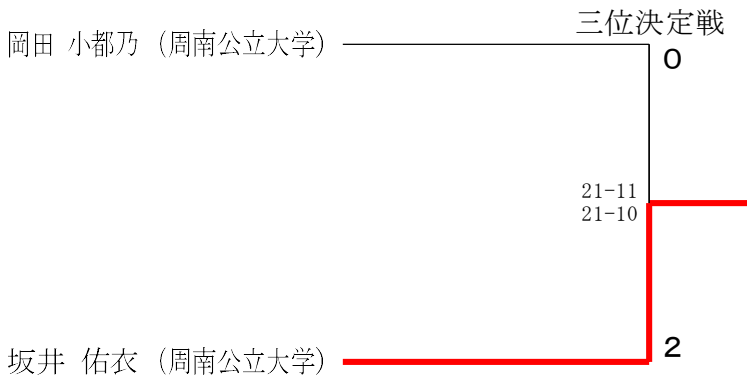 三位決定戦
岡田 小都乃 (周南公立大学)
0
21-11
21-10
2
坂井 佑衣 (周南公立大学)